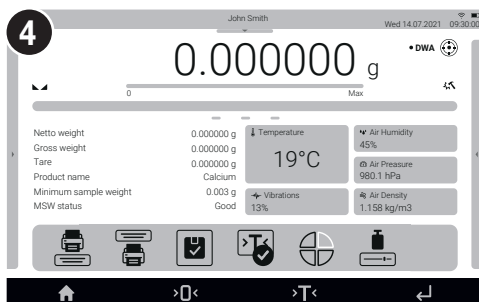 4
John Smith
Wed 14.07.2021 09:30:00
0.000000 g
• DWA
0 Max
Netto weight 0.000000 g
Gross weight 0.000000 g
Tare 0.000000 g
Product name Calcium
Minimum sample weight 0.003 g
MSW status Good
Temperature
19°C
Vibrations
13%
Air Humidity
45%
Air Preasure
980.1 hPa
Air Density
1.158 kg/m3
>T<
>0<
>T<